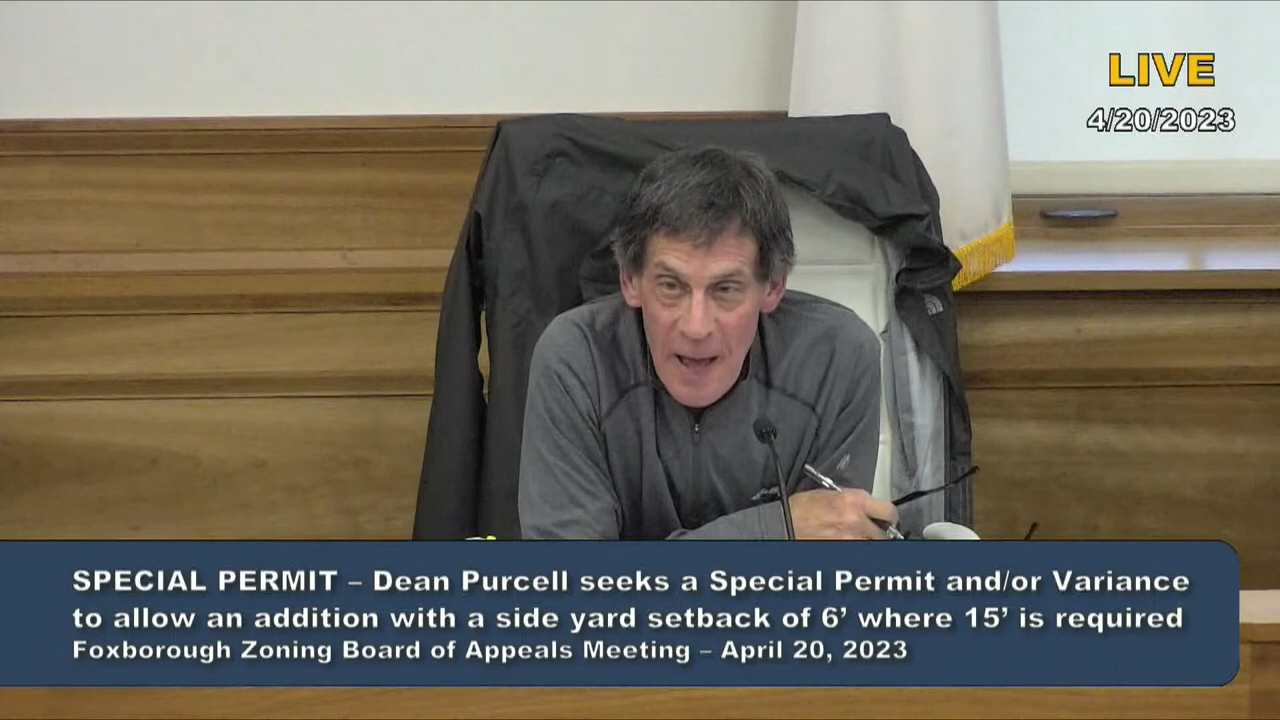 LIVE
4/20/2023
SPECIAL PERMIT – Dean Purcell seeks a Special Permit and/or Variance
to allow an addition with a side yard setback of 6’ where 15’ is required
Foxborough Zoning Board of Appeals Meeting – April 20, 2023